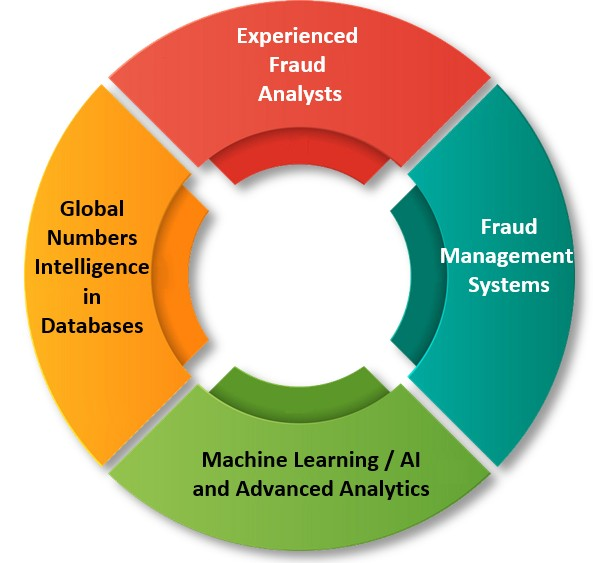 Experienced
Fraud
Analysts
Fraud
Management
Systems
Machine Learning / AI
and Advanced Analytics
Global
Numbers
Intelligence
in
Databases